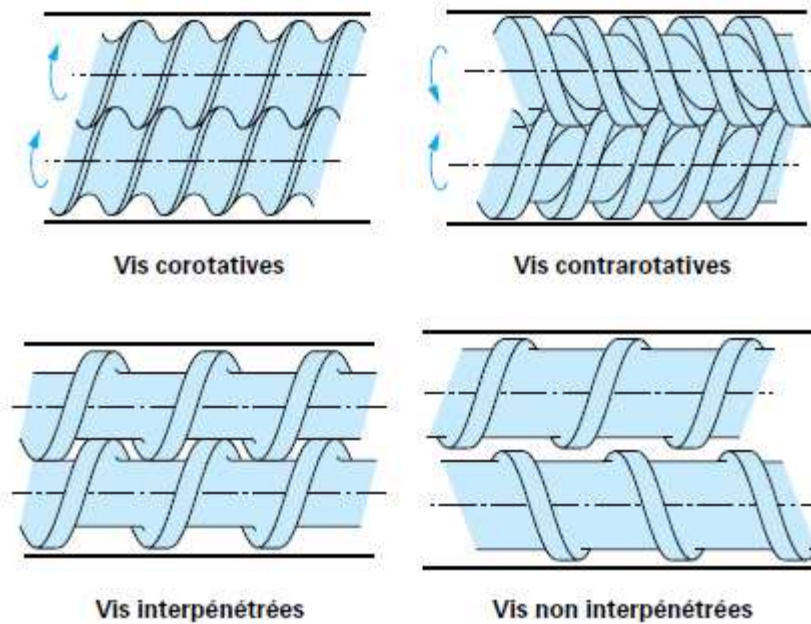 Vis corotatives
Vis contrarotatives
Vis interpénétrées
Vis non interpénétrées